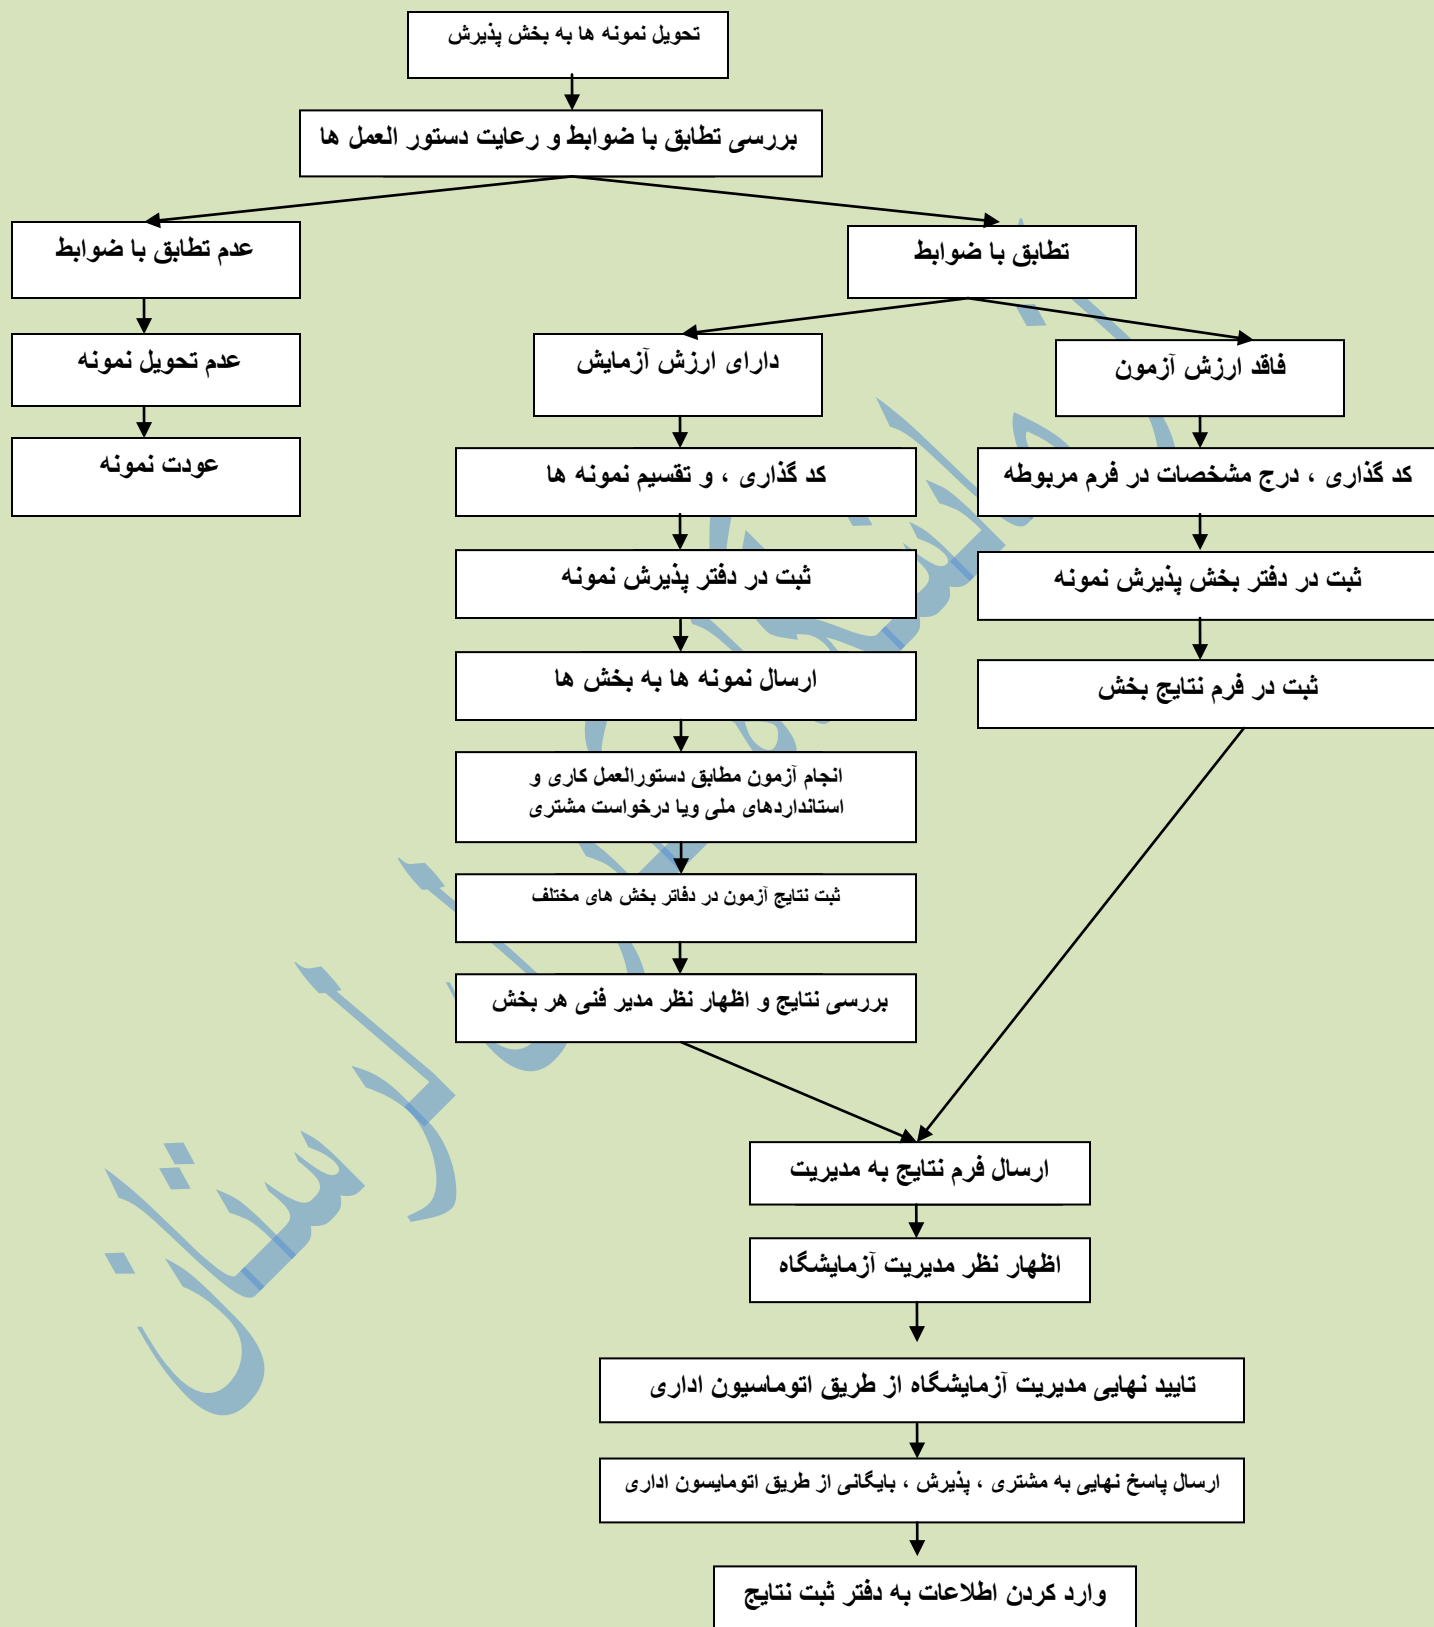 تحویل نمونه ها به بخش پذیرش
بررسی تطابق با ضوابط و رعایت دستور العمل ها
تطابق با ضوابط
عدم تطابق با ضوابط
فاقد ارزش آزمون
دارای ارزش آزمایش
عدم تحویل نمونه
کد گذاری ، درج مشخصات در فرم مربوطه
کد گذاری ، و تقسیم نمونه ها
عودت نمونه
ثبت در دفتر بخش پذیرش نمونه
ثبت در دفتر پذیرش نمونه
ثبت در فرم نتایج بخش
ارسال نمونه ها به بخش ها
انجام آزمون مطابق دستورالعمل کاری و
استانداردهای ملی ویا درخواست مشتری
ثبت نتایج آزمون در دفاتر بخش های مختلف
بررسی نتایج و اظهار نظر مدیر فنی هر بخش
ارسال فرم نتایج به مدیریت
اظهار نظر مدیریت آزمایشگاه
تایید نهایی مدیریت آزمایشگاه از طریق اتوماسیون اداری
ارسال پاسخ نهایی به مشتری ، پذیرش ، بایگانی از طریق اتومایسون اداری
وارد کردن اطلاعات به دفتر ثبت نتایج